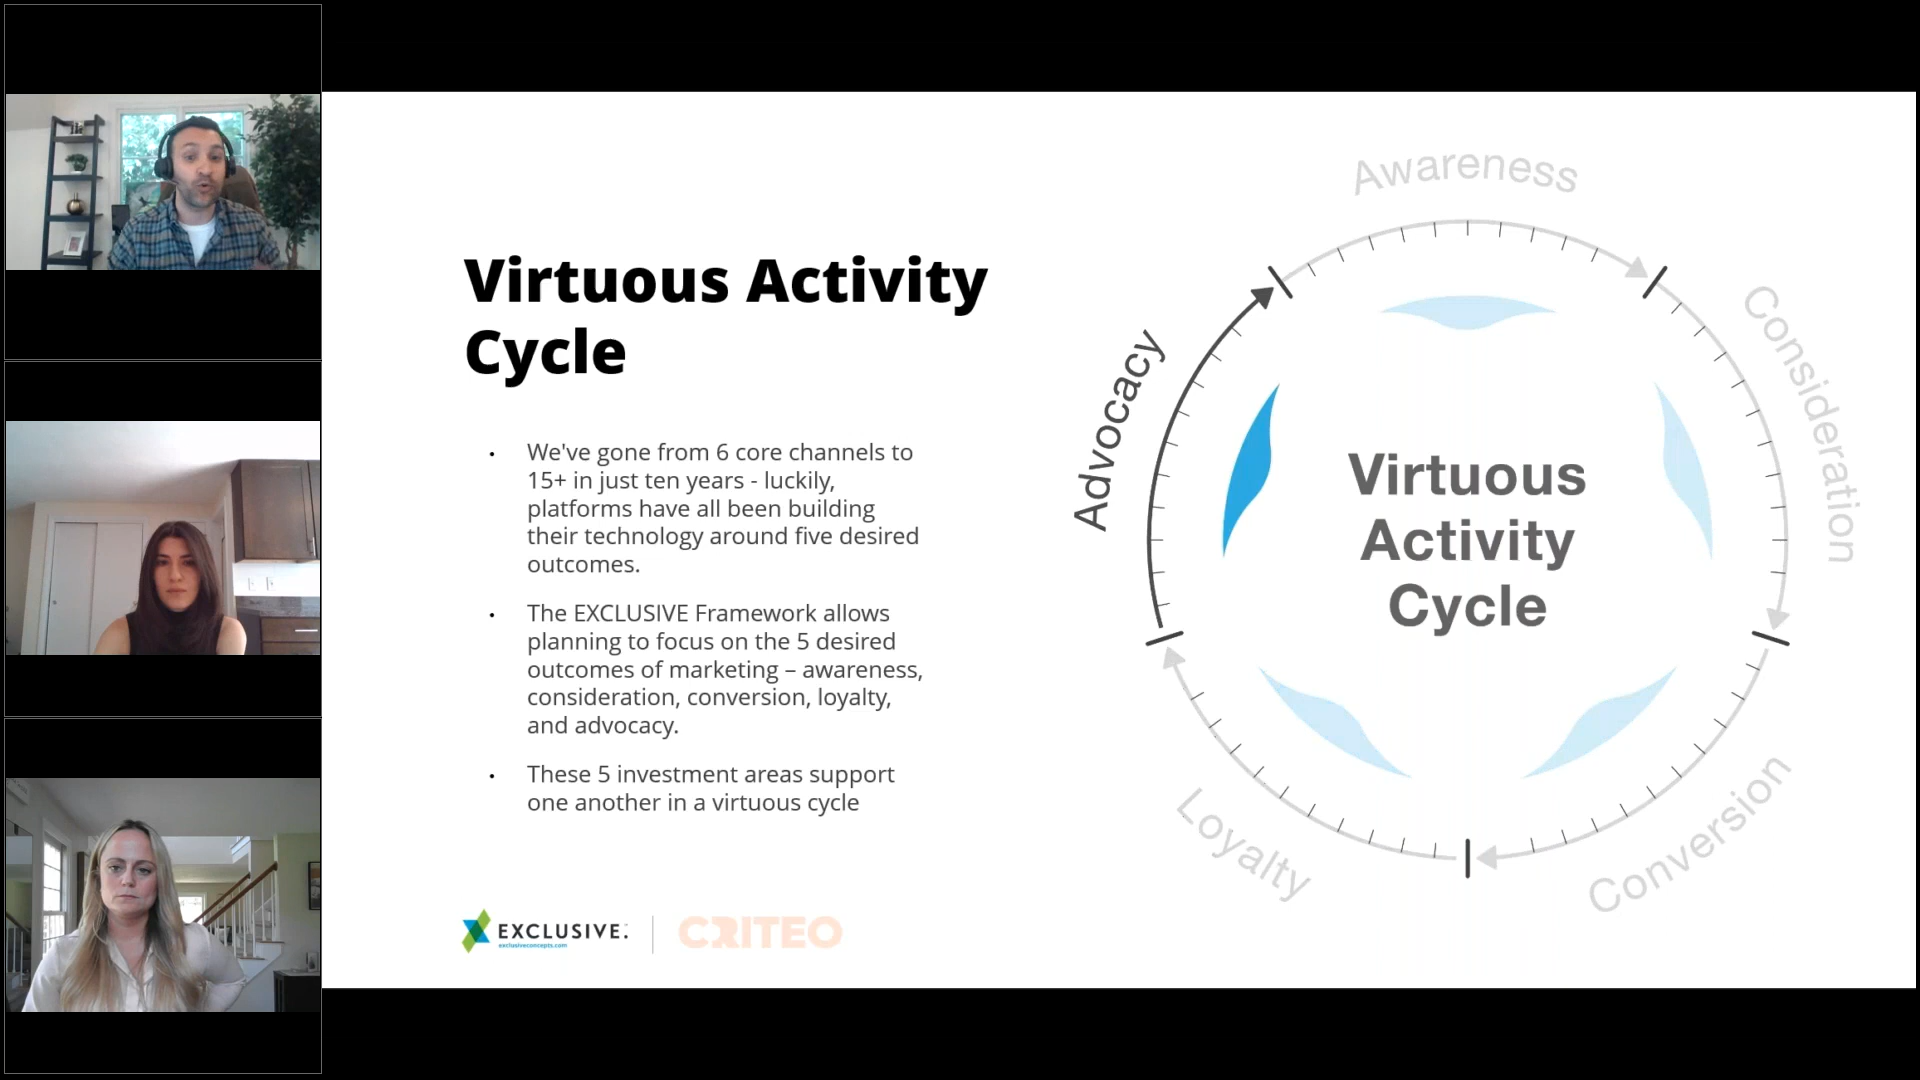 Virtuous Activity
Cycle
• We've gone from 6 core channels to
15+ in just ten years - luckily,
platforms have all been building
their technology around five desired
outcomes.
• The EXCLUSIVE Framework allows
planning to focus on the 5 desired
outcomes of marketing – awareness,
consideration, conversion, loyalty,
and advocacy.
• These 5 investment areas support
one another in a virtuous cycle
EXCLUSIVE.
exclusiveconcepts.com
CRITEO
Awareness
Consideration
Conversion
Loyalty
Advocacy
Virtuous
Activity
Cycle